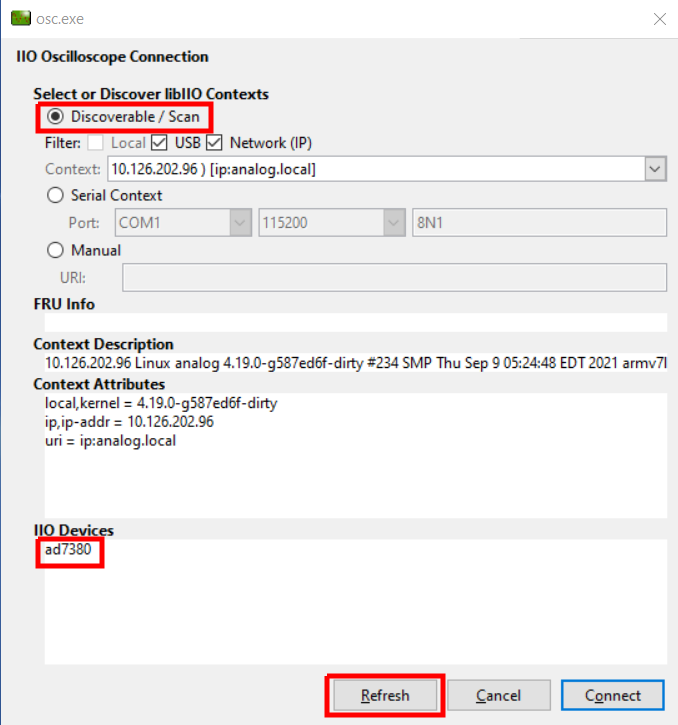 osc.exe
IIO Oscilloscope Connection
Select or Discover libIIO Contexts
Discoverable / Scan
Filter: Local USB Network (IP)
Context: 10.126.202.96 ) [ip:analog.local]
Serial Context
Port: COM1 115200 8N1
Manual
URI:
FRU Info
Context Description
10.126.202.96 Linux analog 4.19.0-g587ed6f-dirty #234 SMP Thu Sep 9 05:24:48 EDT 2021 armv7l
Context Attributes
local,kernel = 4.19.0-g587ed6f-dirty
ip,ip-addr = 10.126.202.96
uri = ip:analog.local
IIO Devices
ad7380
Refresh Cancel Connect